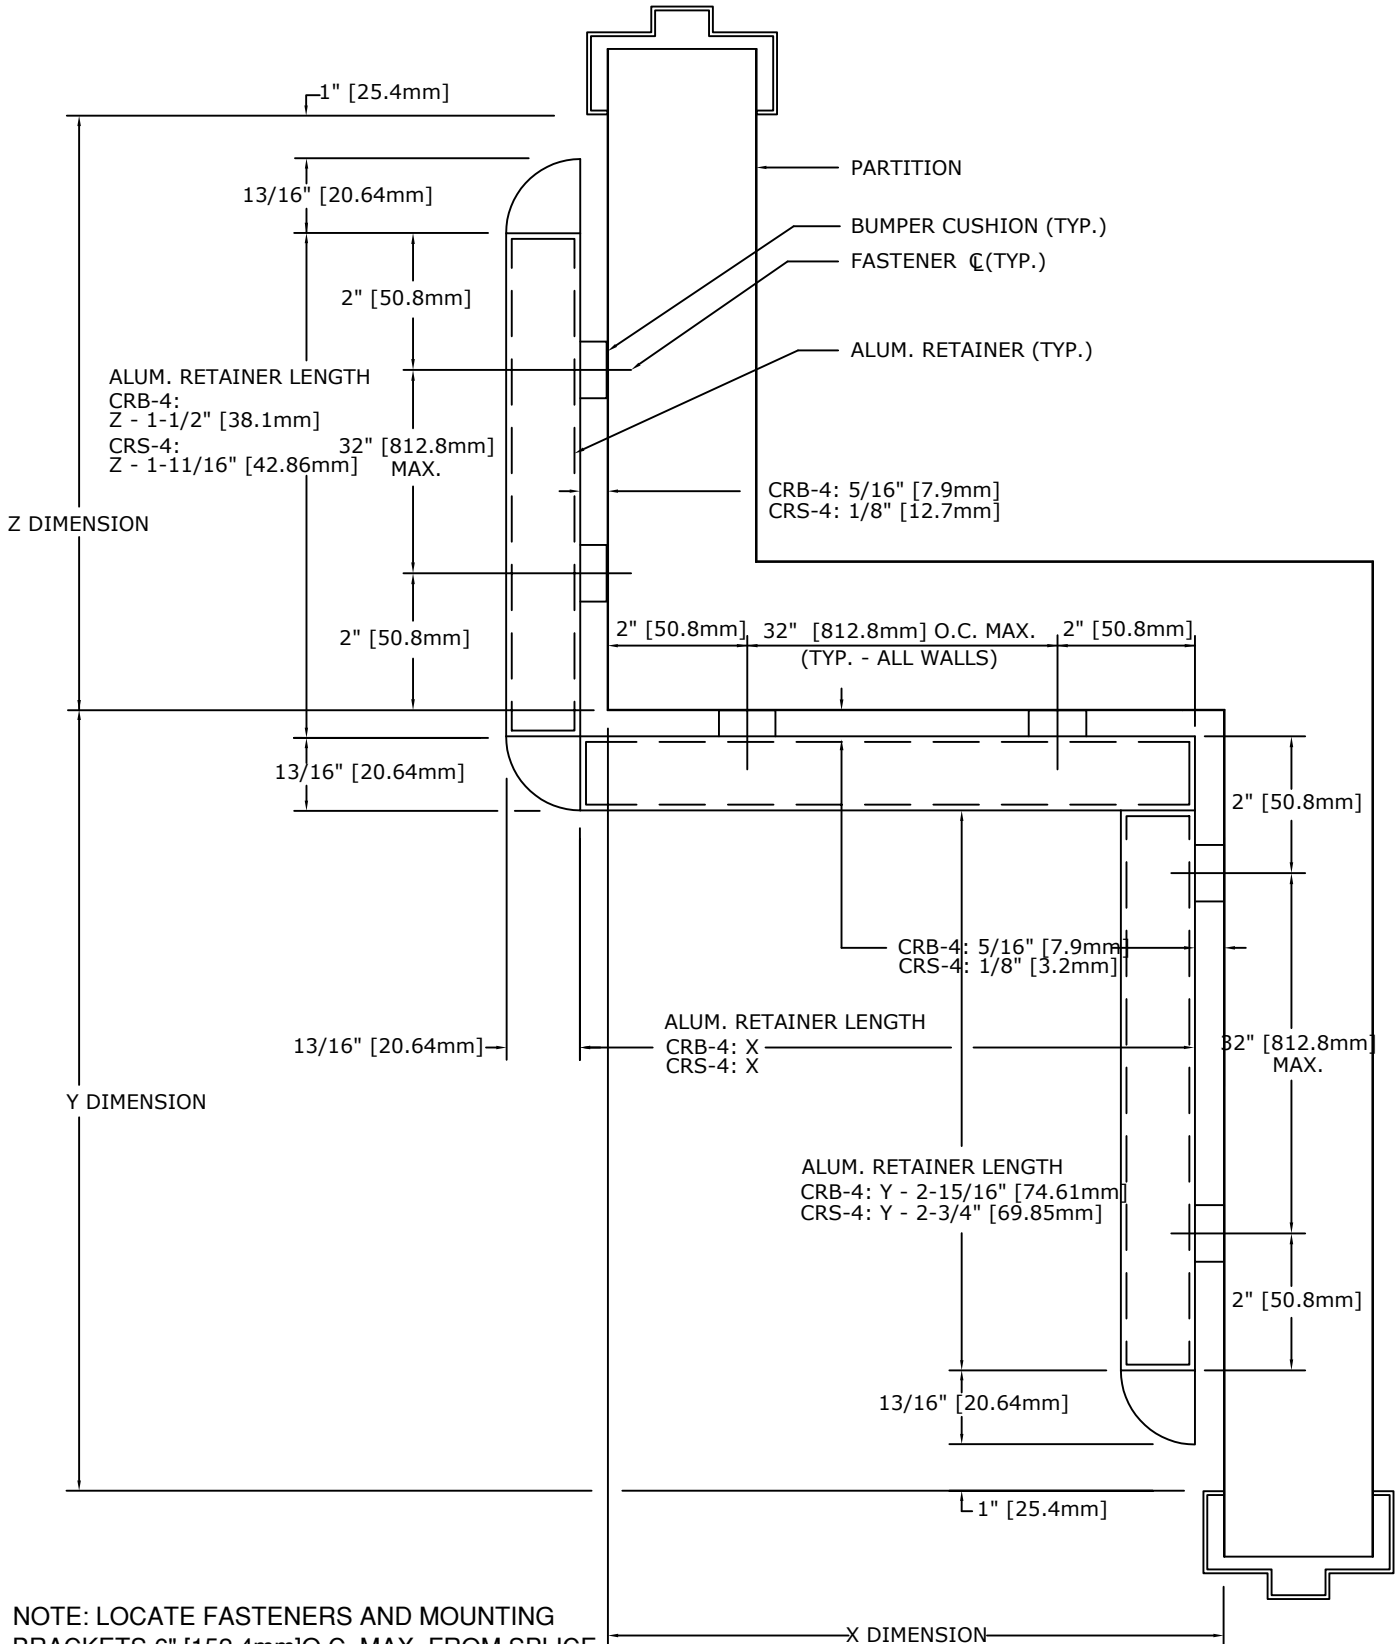 1" [25.4mm]
PARTITION
13/16" [20.64mm]
BUMPER CUSHION (TYP.)
FASTENER ℄ (TYP.)
2" [50.8mm]
ALUM. RETAINER (TYP.)
ALUM. RETAINER LENGTH
CRB-4:
Z - 1-1/2" [38.1mm]
CRS-4:
Z - 1-11/16" [42.86mm]
32" [812.8mm]
MAX.
CRB-4: 5/16" [7.9mm]
CRS-4: 1/8" [12.7mm]
Z DIMENSION
2" [50.8mm]
2" [50.8mm]
32" [812.8mm] O.C. MAX.
(TYP. - ALL WALLS)
2" [50.8mm]
13/16" [20.64mm]
2" [50.8mm]
CRB-4: 5/16" [7.9mm]
CRS-4: 1/8" [3.2mm]
ALUM. RETAINER LENGTH
CRB-4: X
CRS-4: X
13/16" [20.64mm]
32" [812.8mm]
MAX.
Y DIMENSION
ALUM. RETAINER LENGTH
CRB-4: Y - 2-15/16" [74.61mm]
CRS-4: Y - 2-3/4" [69.85mm]
2" [50.8mm]
13/16" [20.64mm]
1" [25.4mm]
NOTE: LOCATE FASTENERS AND MOUNTING
BRACKETS 6" [152.4mm]O.C. MAX. FROM SPLICE
X DIMENSION